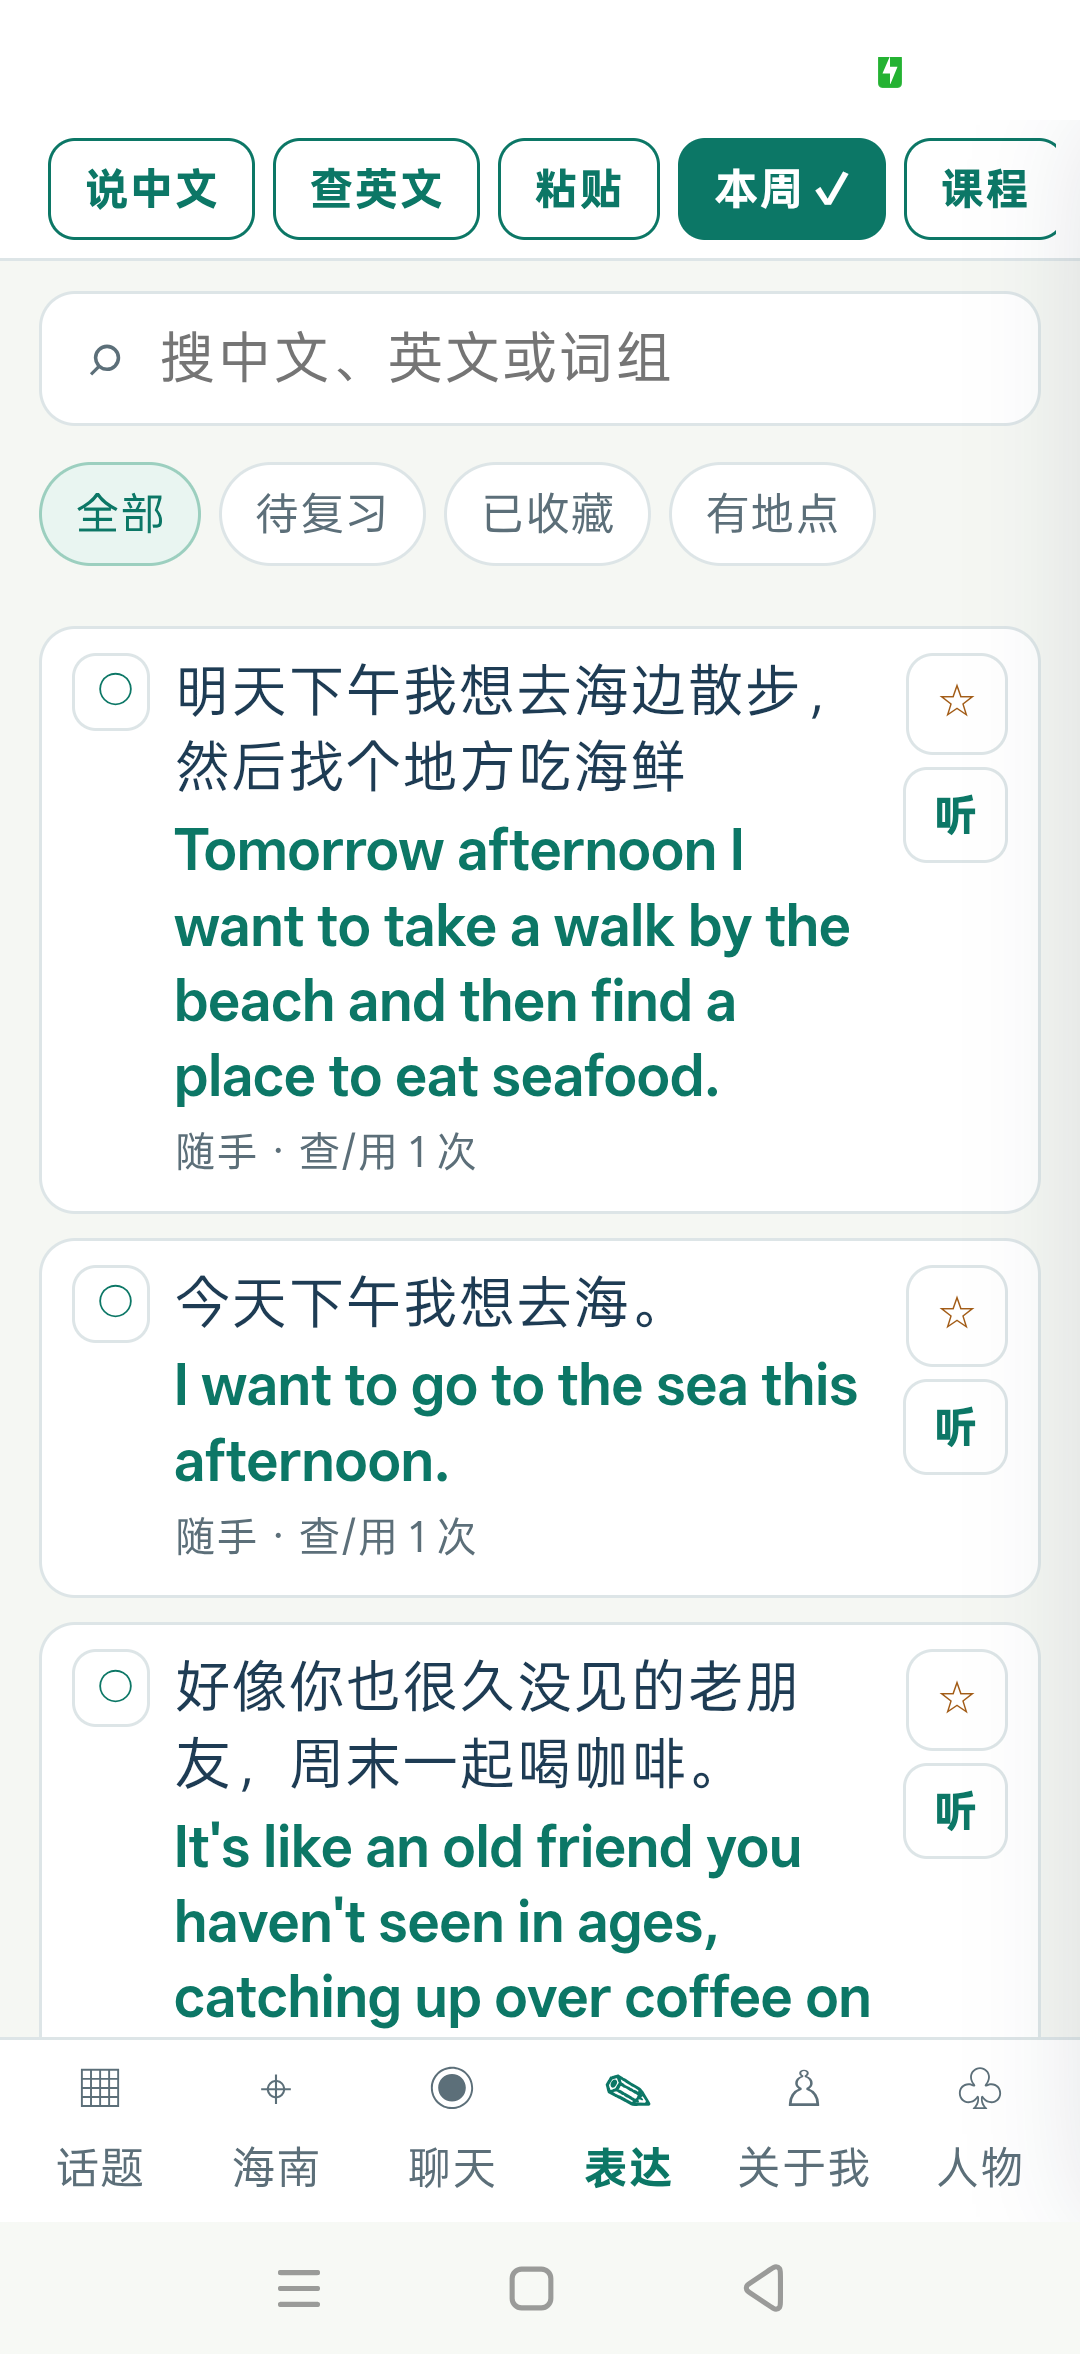 说中文 查英文 粘贴 本周 ✓ 课程
搜中文、英文或词组
全部 待复习 已收藏 有地点
明天下午我想去海边散步，
然后找个地方吃海鲜
Tomorrow afternoon I
want to take a walk by the
beach and then find a
place to eat seafood.
听
随手 · 查/用 1 次
今天下午我想去海。
I want to go to the sea this
afternoon.
听
随手 · 查/用 1 次
好像你也很久没见的老朋
友，周末一起喝咖啡。
It's like an old friend you
haven't seen in ages,
catching up over coffee on
听
话题 海南 聊天 表达 关于我 人物